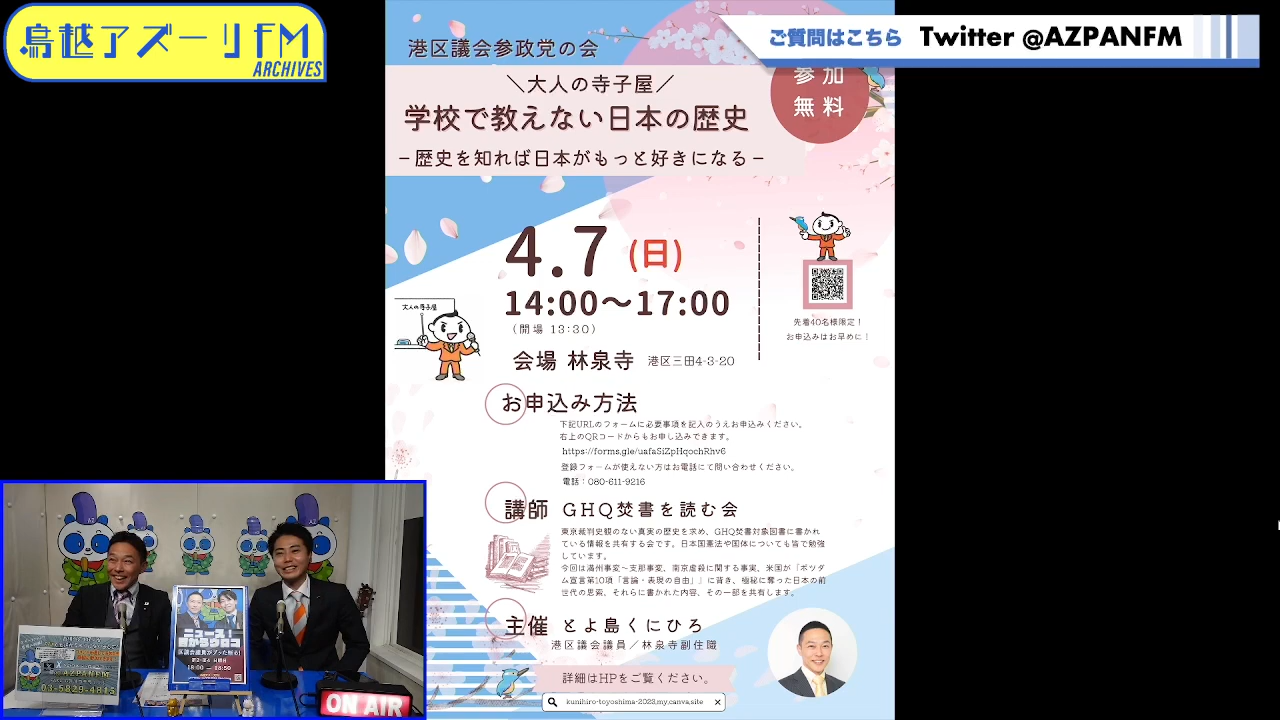 鳥越アズーリFM
ARCHIVES
ご質問はこちら Twitter @AZPANFM
港区議会参政党の会
＼大人の寺子屋／
学校で教えない日本の歴史
－歴史を知れば日本がもっと好きになる－
参加
無料
4.7 (日)
14:00〜17:00
(開場 13:30)
会場 林泉寺 港区三田4-3-20
大人の寺子屋
先着40名様限定！
お申込みはお早めに！
お申込み方法
下記URLのフォームに必要事項を記入のうえお申込みください。
右上のQRコードからもお申し込みできます。
https://forms.gle/uafaSiZpHqochRhv6
登録フォームが使えない方はお電話にて問い合わせください。
電話：080-611-9216
講師 GHQ焚書を読む会
東京裁判史観のない真実の歴史を求め、GHQ焚書対象図書に書かれ
ている情報を共有する会です。日本国憲法や国体についても皆で勉強
しています。
今回は満州事変〜支那事変、南京虐殺に関する事実、米国が「ポツダ
ム宣言第10項「言論・表現の自由」」に背き、極秘に奪った日本の前
世代の思索、それらに書かれた内容、その一部を共有します。
主催 とよ島くにひろ
港区議会議員／林泉寺副住職
詳細はHPをご覧ください。
kunihiro-toyoshima-2023.my.canva.site
AZ
ニュース！
AZPANFM
03-5829-4815
18:00 — 18:50
ON AIR